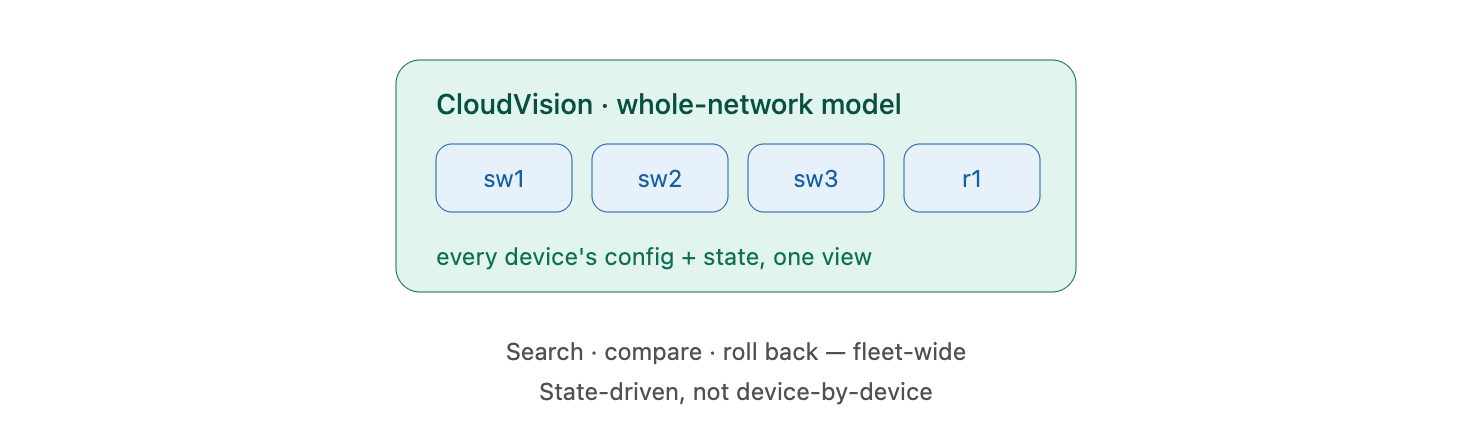 CloudVision · whole-network model
sw1 sw2 sw3 r1
every device's config + state, one view
Search · compare · roll back — fleet-wide
State-driven, not device-by-device